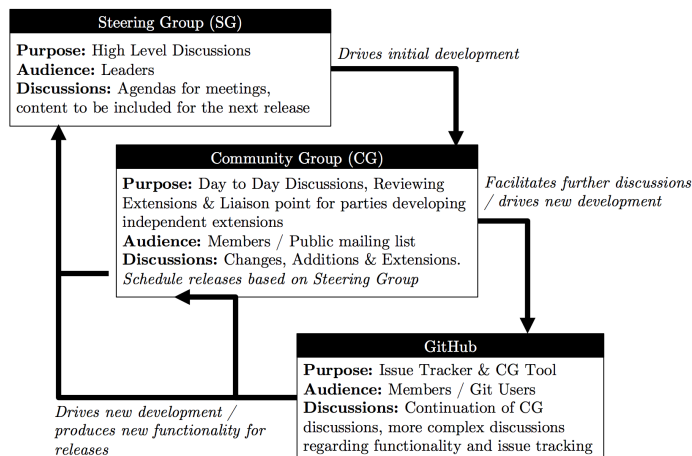 Steering Group (SG)
Purpose: High Level Discussions
Audience: Leaders
Discussions: Agendas for meetings,
content to be included for the next release
Drives initial development
Community Group (CG)
Purpose: Day to Day Discussions, Reviewing
Extensions & Liaison point for parties developing
independent extensions
Audience: Members / Public mailing list
Discussions: Changes, Additions & Extensions.
Schedule releases based on Steering Group
Facilitates further discussions
/ drives new development
GitHub
Purpose: Issue Tracker & CG Tool
Audience: Members / Git Users
Discussions: Continuation of CG
discussions, more complex discussions
regarding functionality and issue tracking
Drives new development /
produces new functionality for
releases